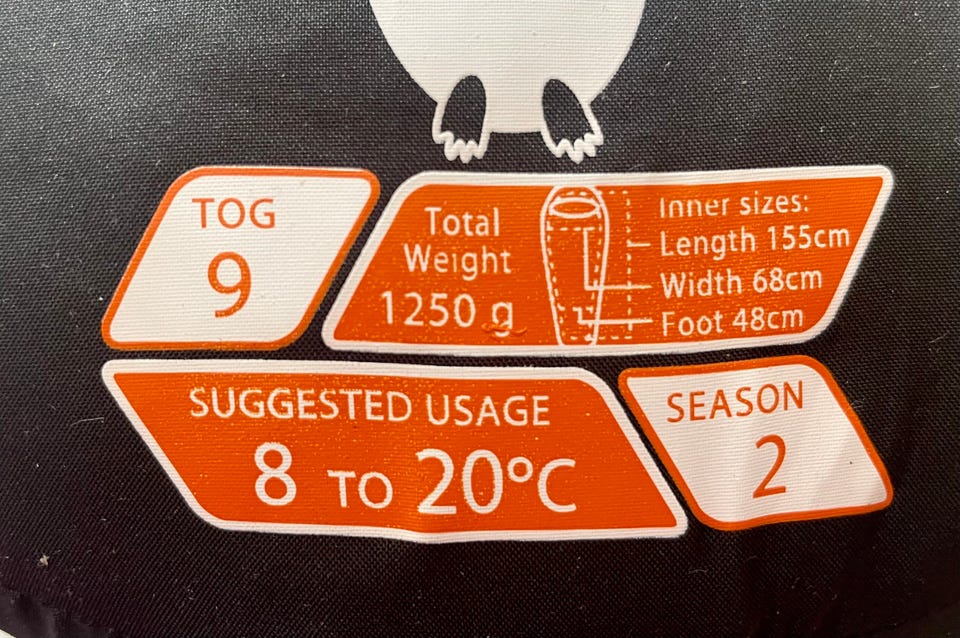 TOG
9
Total
Weight
1250 g
Inner sizes:
Length 155cm
Width 68cm
Foot 48cm
SUGGESTED USAGE
8 TO 20°C
SEASON
2